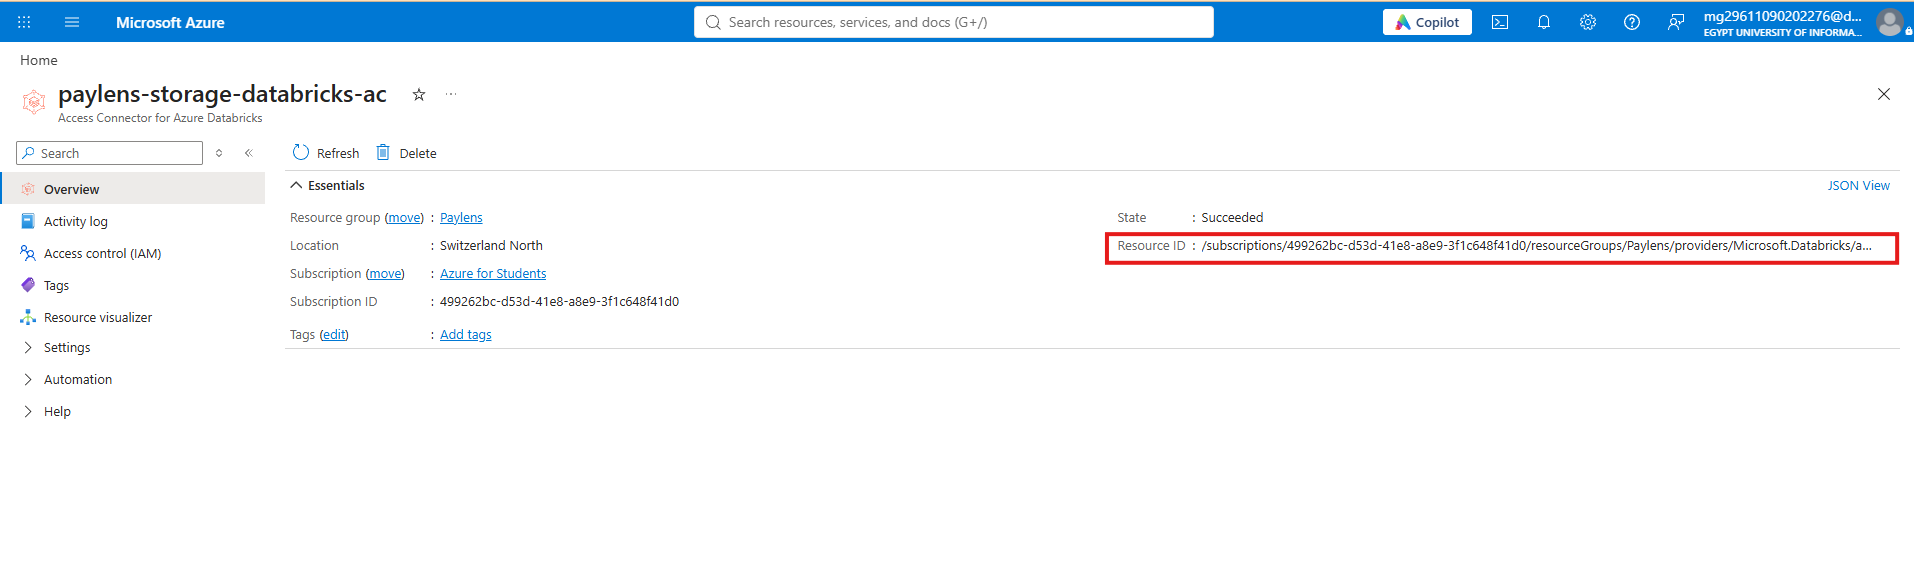 Microsoft Azure
Search resources, services, and docs (G+/)
Copilot
mg29611090202276@d...
EGYPT UNIVERSITY OF INFORMA...
Home
paylens-storage-databricks-ac
Access Connector for Azure Databricks
Search
Refresh
Delete
Overview
Activity log
Access control (IAM)
Tags
Resource visualizer
Settings
Automation
Help
Essentials
JSON View
Resource group (move) : Paylens
Location : Switzerland North
Subscription (move) : Azure for Students
Subscription ID : 499262bc-d53d-41e8-a8e9-3f1c648f41d0
Tags (edit) : Add tags
State : Succeeded
Resource ID : /subscriptions/499262bc-d53d-41e8-a8e9-3f1c648f41d0/resourceGroups/Paylens/providers/Microsoft.Databricks/a...